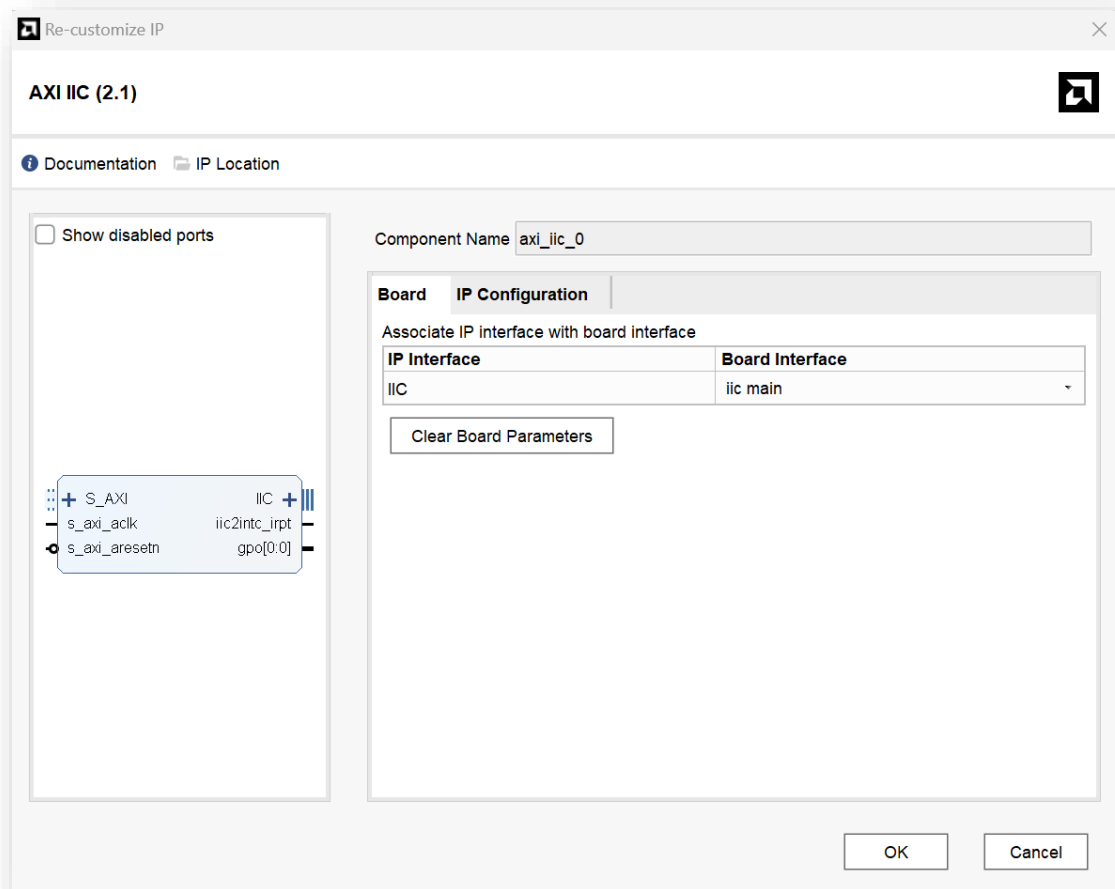 Re-customize IP
AXI IIC (2.1)
Documentation IP Location
Show disabled ports
Component Name axi_iic_0
Board IP Configuration
Associate IP interface with board interface
IP Interface Board Interface
IIC iic main
Clear Board Parameters
S_AXI IIC
s_axi_aclk iic2intc_irpt
s_axi_aresetn gpo[0:0]
OK Cancel